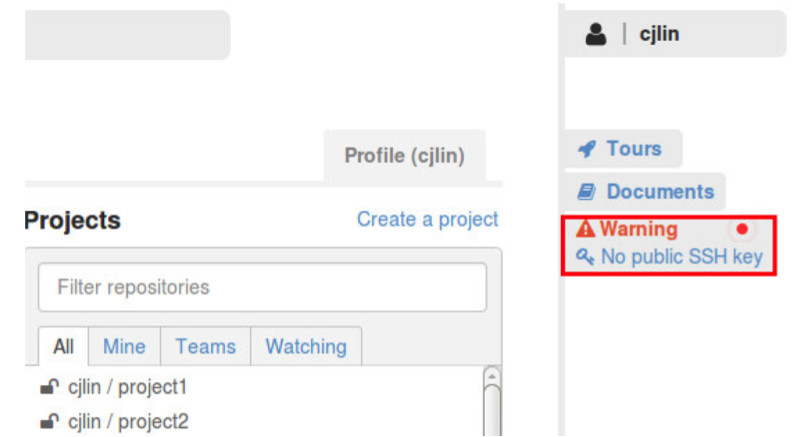 cjlin
Profile (cjlin)
Tours
Documents
Projects
Create a project
Warning
No public SSH key
Filter repositories
All
Mine
Teams
Watching
cjlin / project1
cjlin / project2